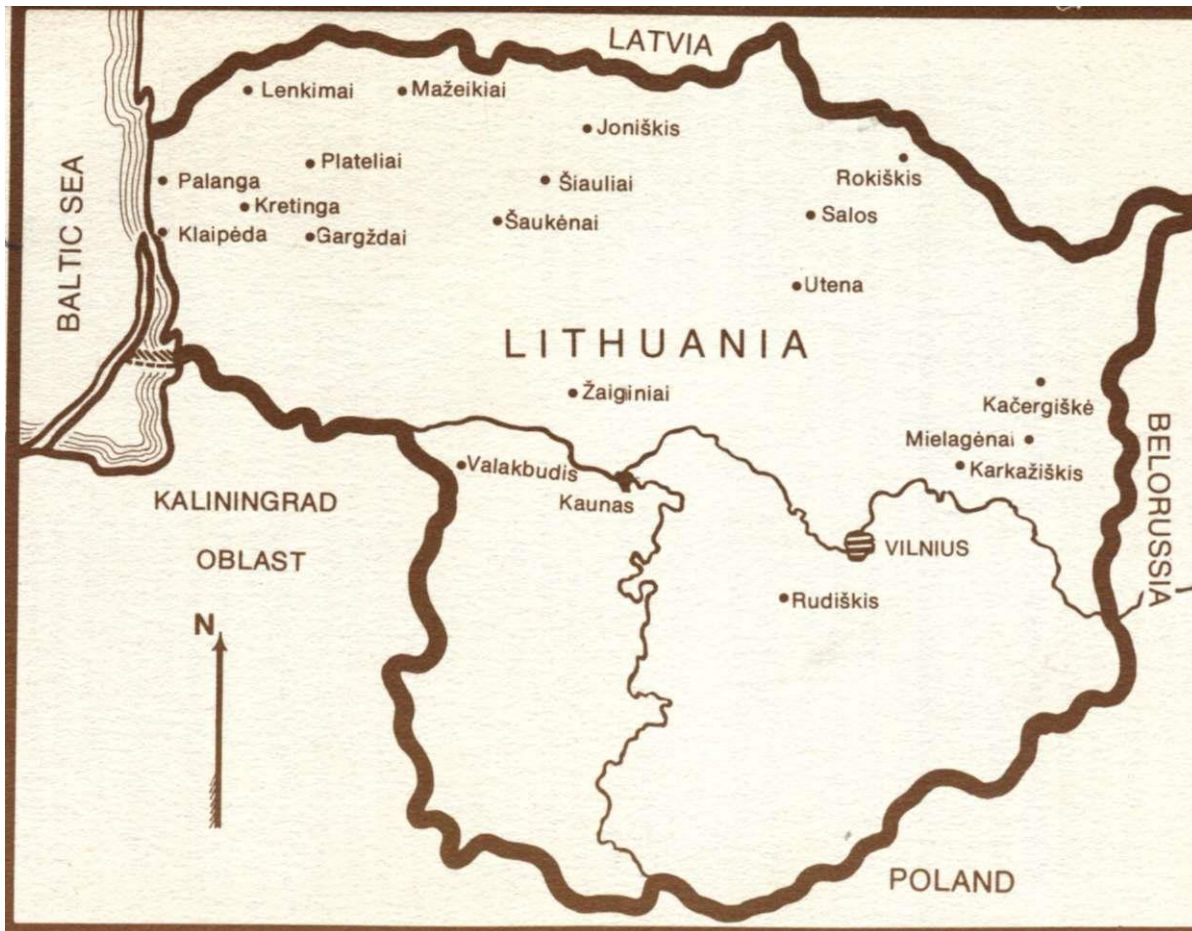 LATVIA
Lenkimai
Mažeikiai
Joniškis
Plateliai
Rokiškis
Palanga
Šiauliai
Kretinga
Salos
Šaukėnai
Klaipėda
Gargždai
BALTIC SEA
Utena
LITHUANIA
Žaiginiai
Kačergiškė
BELORUSSIA
Mielagėnai
Valakbudis
Karkažiškis
Kaunas
KALININGRAD
OBLAST
VILNIUS
Rudiškis
N
POLAND